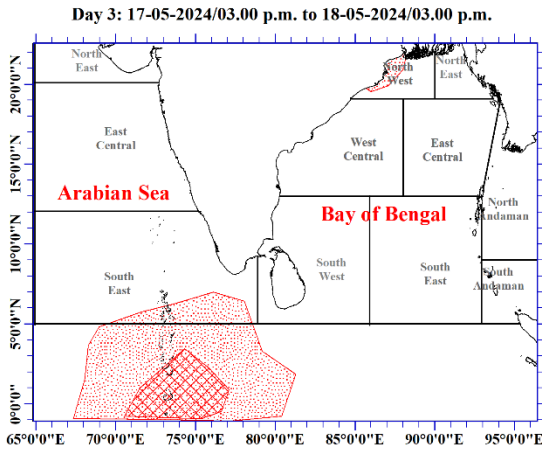 Day 3: 17-05-2024/03.00 p.m. to 18-05-2024/03.00 p.m.
North
East
North
West
North
East
20°0'0"N
East
Central
West
Central
East
Central
15°0'0"N
Arabian Sea
Bay of Bengal
North
Andaman
10°0'0"N
South
East
South
West
South
East
South
Andaman
5°0'0"N
0°0'0"
65°0'0"E
70°0'0"E
75°0'0"E
80°0'0"E
85°0'0"E
90°0'0"E
95°0'0"E